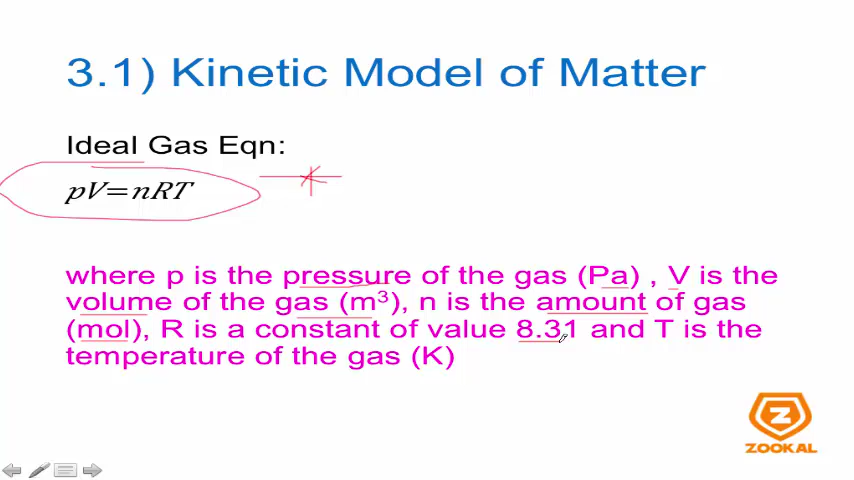 3.1) Kinetic Model of Matter
Ideal Gas Eqn:
pV=nRT
where p is the pressure of the gas (Pa) , V is the
volume of the gas (m³), n is the amount of gas
(mol), R is a constant of value 8.31 and T is the
temperature of the gas (K)
Z
ZOOKAL